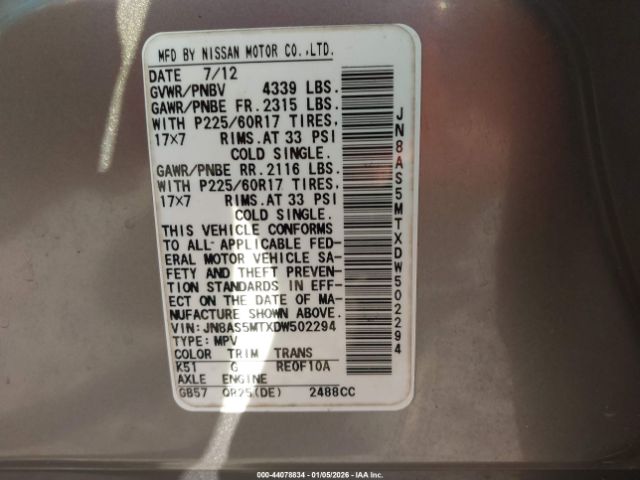 MFD BY NISSAN MOTOR CO.,LTD.
DATE 7/12
GVWR/PNBV 4339 LBS.
GAWR/PNBE FR.2315 LBS.
WITH P225/60R17 TIRES,
17×7 RIMS.AT 33 PSI
COLD SINGLE.
GAWR/PNBE RR.2116 LBS.
WITH P225/60R17 TIRES,
17×7 RIMS.AT 33 PSI
COLD SINGLE.
THIS VEHICLE CONFORMS
TO ALL APPLICABLE FED-
ERAL MOTOR VEHICLE SA-
FETY AND THEFT PREVEN-
TION STANDARDS IN EFF-
ECT ON THE DATE OF MA-
NUFACTURE SHOWN ABOVE.
VIN: JN8AS5MTXDW502294
TYPE: MPV
COLOR TRIM TRANS
K51 G RE0F10A
AXLE ENGINE
GB57 QR25(DE) 2488CC
JN8AS5MTXDW502294
000-44078834 - 01/05/2026 - IAA Inc.